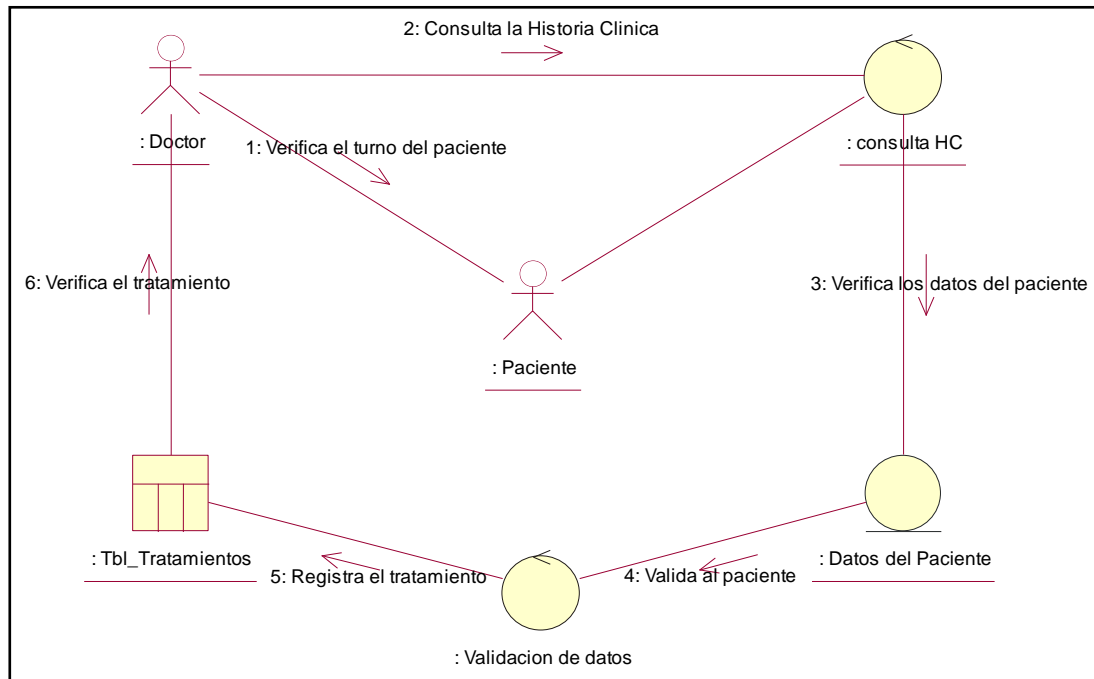 2: Consulta la Historia Clinica
: Doctor
1: Verifica el turno del paciente
: consulta HC
6: Verifica el tratamiento
3: Verifica los datos del paciente
: Paciente
: Tbl_Tratamientos
5: Registra el tratamiento
4: Valida al paciente
: Datos del Paciente
: Validacion de datos